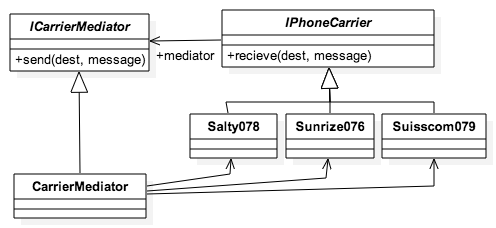 ICarrierMediator
+send(dest, message)
IPhoneCarrier
+recieve(dest, message)
+mediator
Salty078
Sunrize076
Suisscom079
CarrierMediator